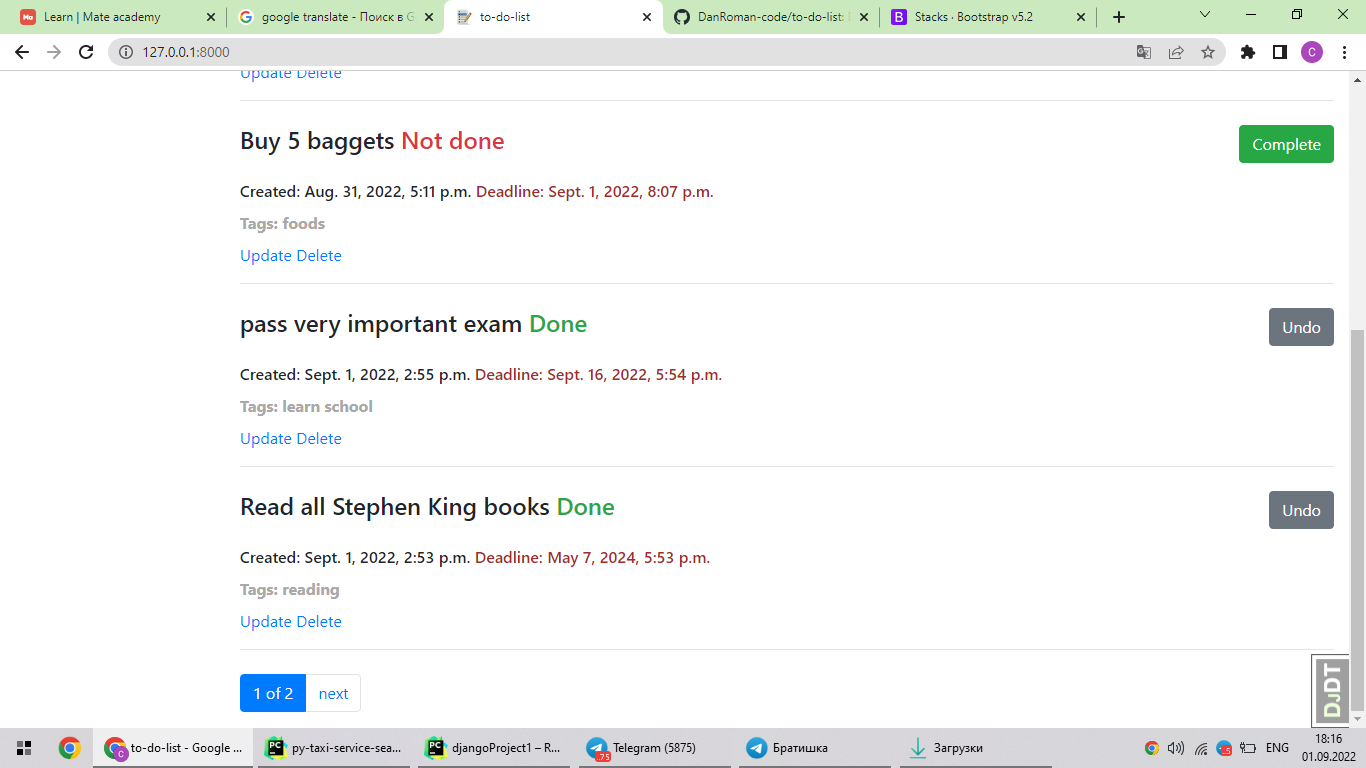 Learn | Mate academy
google translate - Поиск в G
to-do-list
DanRoman-code/to-do-list:
Stacks · Bootstrap v5.2
127.0.0.1:8000
C
Update Delete
Buy 5 baggets Not done
Complete
Created: Aug. 31, 2022, 5:11 p.m. Deadline: Sept. 1, 2022, 8:07 p.m.
Tags: foods
Update Delete
pass very important exam Done
Undo
Created: Sept. 1, 2022, 2:55 p.m. Deadline: Sept. 16, 2022, 5:54 p.m.
Tags: learn school
Update Delete
Read all Stephen King books Done
Undo
Created: Sept. 1, 2022, 2:53 p.m. Deadline: May 7, 2024, 5:53 p.m.
Tags: reading
Update Delete
1 of 2 next
DJDT
to-do-list - Google ...
py-taxi-service-sea...
djangoProject1 – R...
Telegram (5875)
Братишка
Загрузки
ENG
18:16
01.09.2022